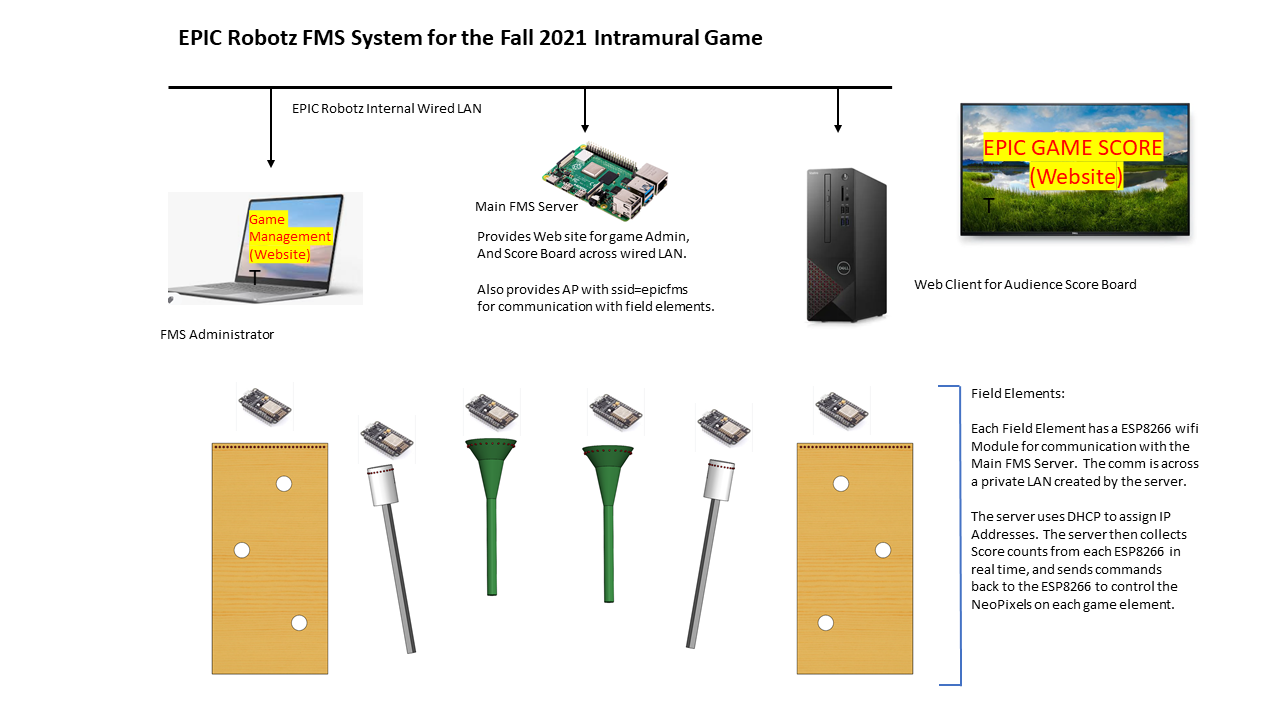 EPIC Robotz FMS System for the Fall 2021 Intramural Game
EPIC Robotz Internal Wired LAN
Game
Management
(Website)
T
FMS Administrator
Main FMS Server
Provides Web site for game Admin,
And Score Board across wired LAN.
Also provides AP with ssid=epicfms
for communication with field elements.
DELL
EPIC GAME SCORE
(Website)
T
Web Client for Audience Score Board
Field Elements:
Each Field Element has a ESP8266 wifi
Module for communication with the
Main FMS Server. The comm is across
a private LAN created by the server.
The server uses DHCP to assign IP
Addresses. The server then collects
Score counts from each ESP8266 in
real time, and sends commands
back to the ESP8266 to control the
NeoPixels on each game element.